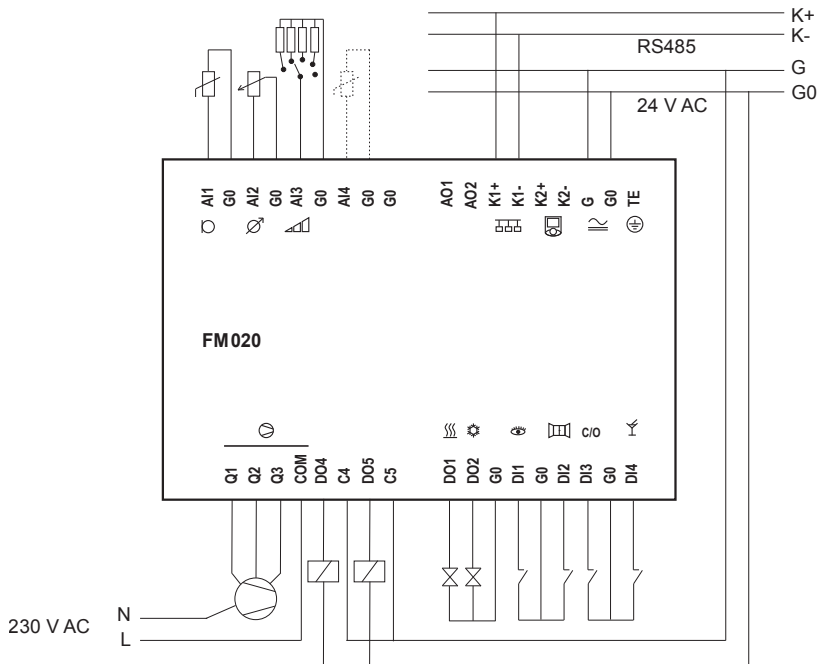 K+
K-
RS485
G
G0
24 V AC
AI1 G0 AI2 G0 AI3 G0 AI4 G0 G0 AO1 AO2 K1+ K1- K2+ K2- G G0 TE
FM020
C/O
Q1 Q2 Q3 COM DO4 C4 DO5 C5 DO1 DO2 G0 DI1 G0 DI2 DI3 G0 DI4
230 V AC
N
L